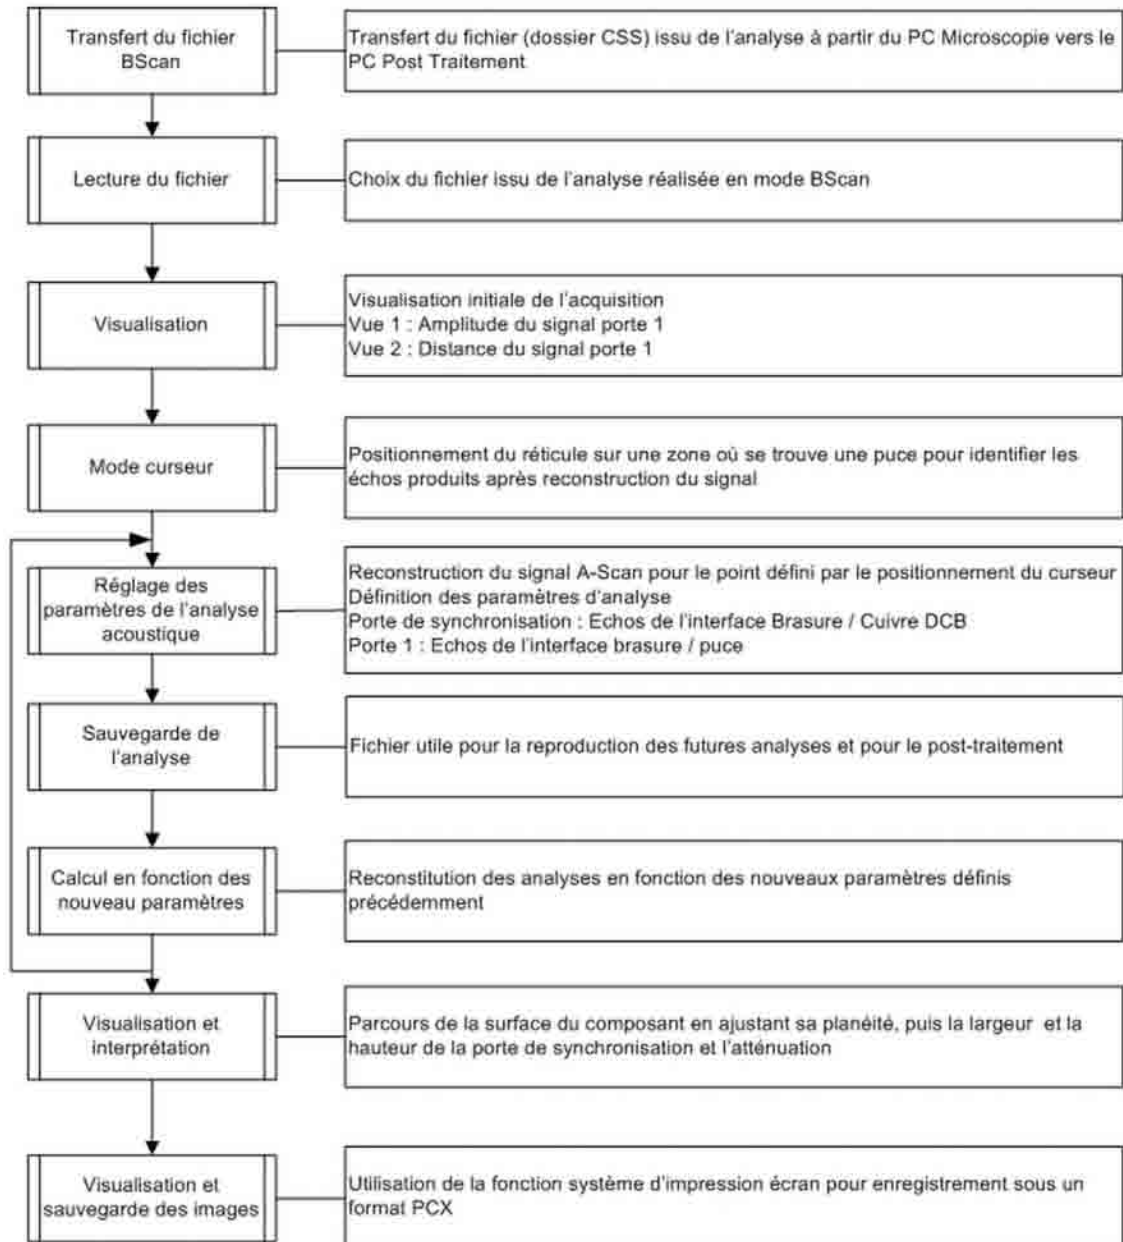 Transfert du fichier
BScan
Transfert du fichier (dossier CSS) issu de l'analyse à partir du PC Microscopie vers le
PC Post Traitement
Lecture du fichier
Choix du fichier issu de l'analyse réalisée en mode BScan
Visualisation
Visualisation initiale de l'acquisition
Vue 1 : Amplitude du signal porte 1
Vue 2 : Distance du signal porte 1
Mode curseur
Positionnement du réticule sur une zone où se trouve une puce pour identifier les
échos produits après reconstruction du signal
Réglage des
paramètres de l'analyse
acoustique
Reconstruction du signal A-Scan pour le point défini par le positionnement du curseur
Définition des paramètres d'analyse
Porte de synchronisation : Echos de l'interface Brasure / Cuivre DCB
Porte 1 : Echos de l'interface brasure / puce
Sauvegarde de
l'analyse
Fichier utile pour la reproduction des futures analyses et pour le post-traitement
Calcul en fonction des
nouveau paramètres
Reconstitution des analyses en fonction des nouveaux paramètres définis
précédemment
Visualisation et
interprétation
Parcours de la surface du composant en ajustant sa planéité, puis la largeur et la
hauteur de la porte de synchronisation et l'atténuation
Visualisation et
sauvegarde des images
Utilisation de la fonction système d'impression écran pour enregistrement sous un
format PCX